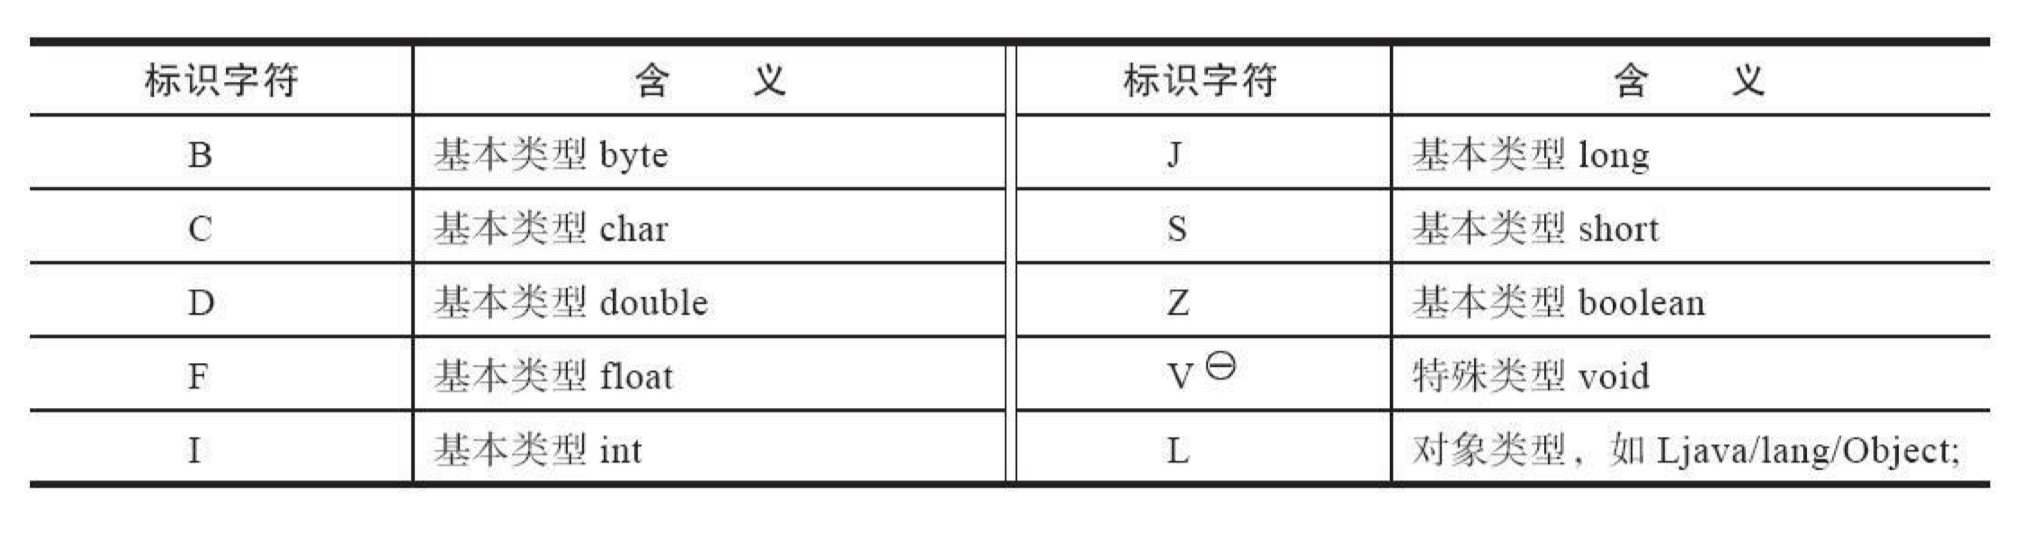 标识字符 含 义 标识字符 含 义
B 基本类型 byte J 基本类型 long
C 基本类型 char S 基本类型 short
D 基本类型 double Z 基本类型 boolean
F 基本类型 float V ㊀ 特殊类型 void
I 基本类型 int L 对象类型，如 Ljava/lang/Object;